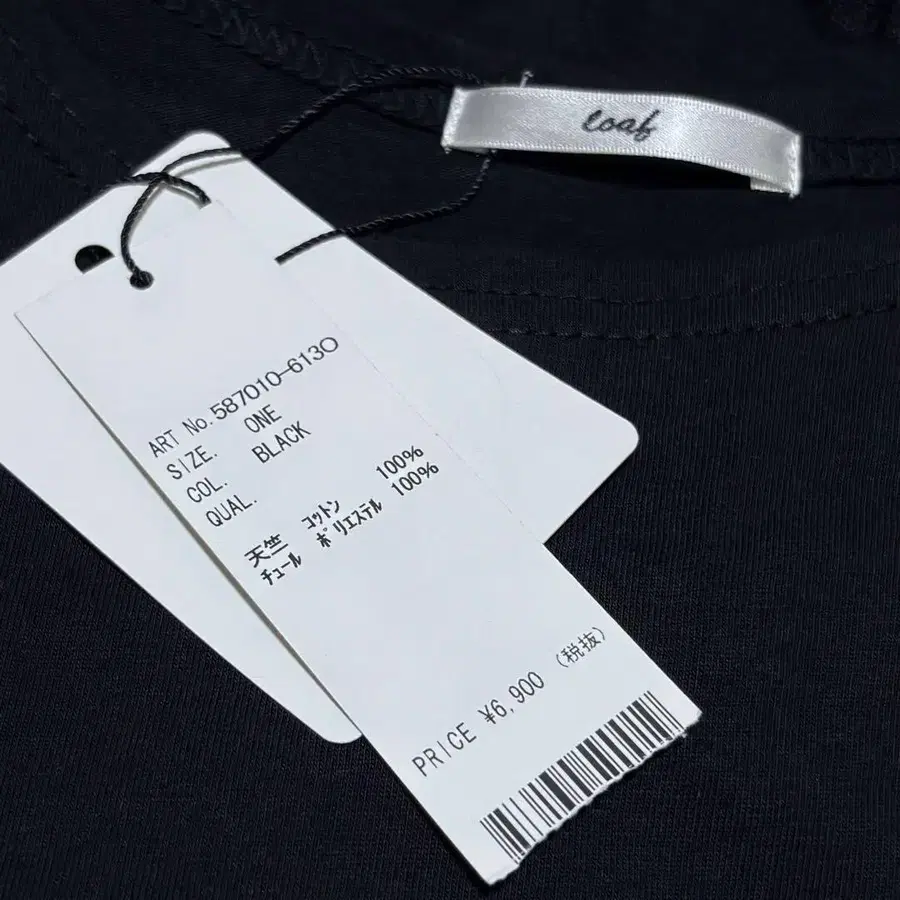 loaf
ART No. 587010-6130
SIZE. ONE
COL. BLACK
QUAL.
天竺 コットン 100%
チュール ポリエステル 100%
PRICE ¥6,900 (税抜)